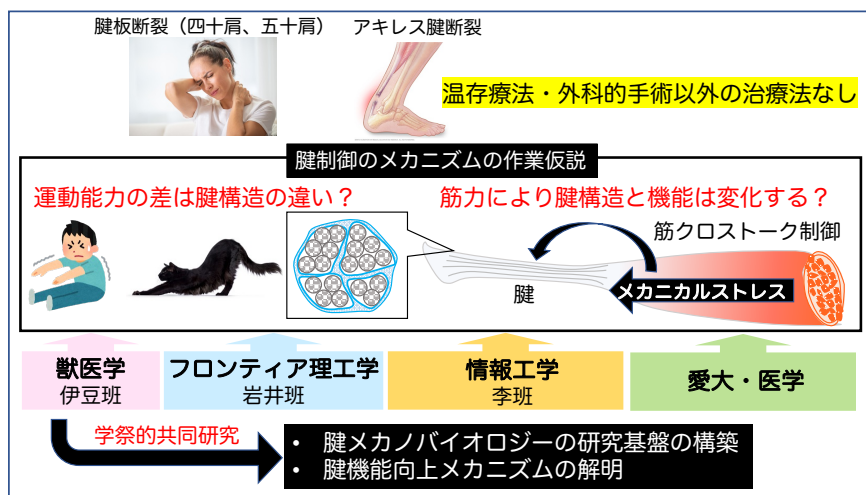 腱板断裂（四十肩、五十肩）
アキレス腱断裂
温存療法・外科的手術以外の治療法なし
腱制御のメカニズムの作業仮説
運動能力の差は腱構造の違い？
筋力により腱構造と機能は変化する？
筋クロストーク制御
腱
メカニカルストレス
獣医学
伊豆班
フロンティア理工学
岩井班
情報工学
李班
愛大・医学
学祭的共同研究
• 腱メカノバイオロジーの研究基盤の構築
• 腱機能向上メカニズムの解明